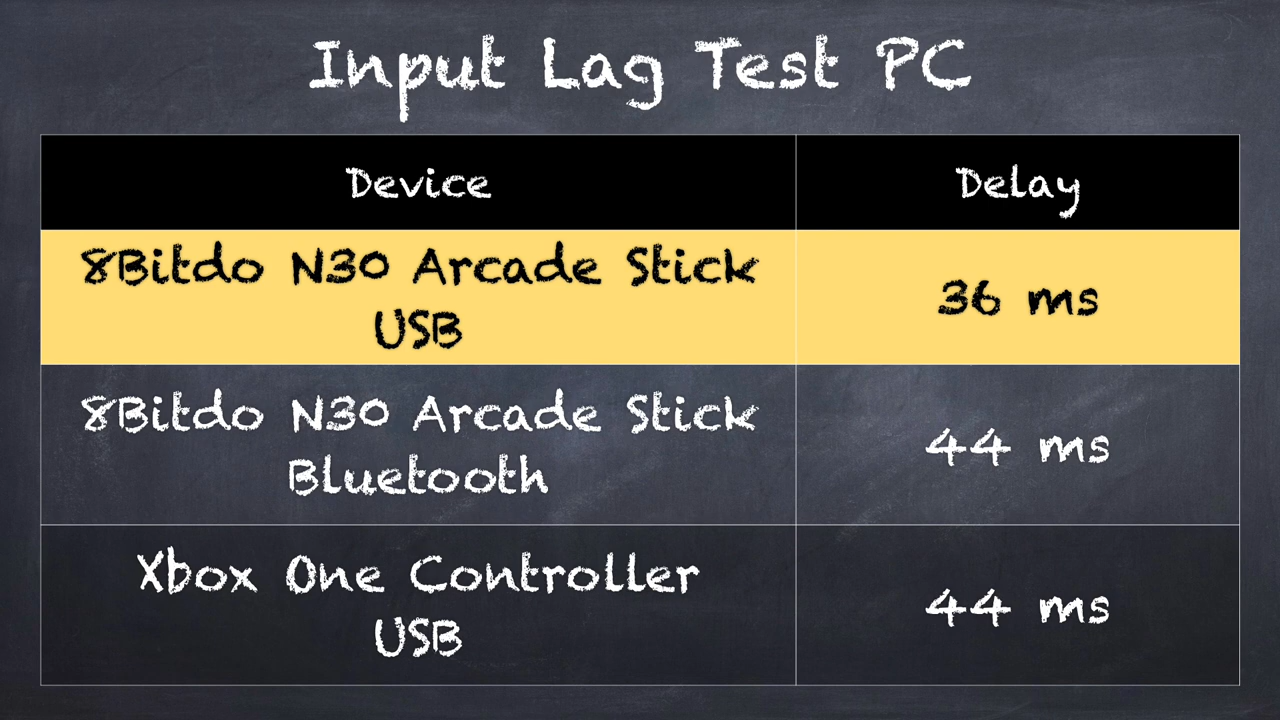 Input Lag Test PC
Device
Delay
8Bitdo N30 Arcade Stick
USB
36 ms
8Bitdo N30 Arcade Stick
Bluetooth
44 ms
Xbox One Controller
USB
44 ms